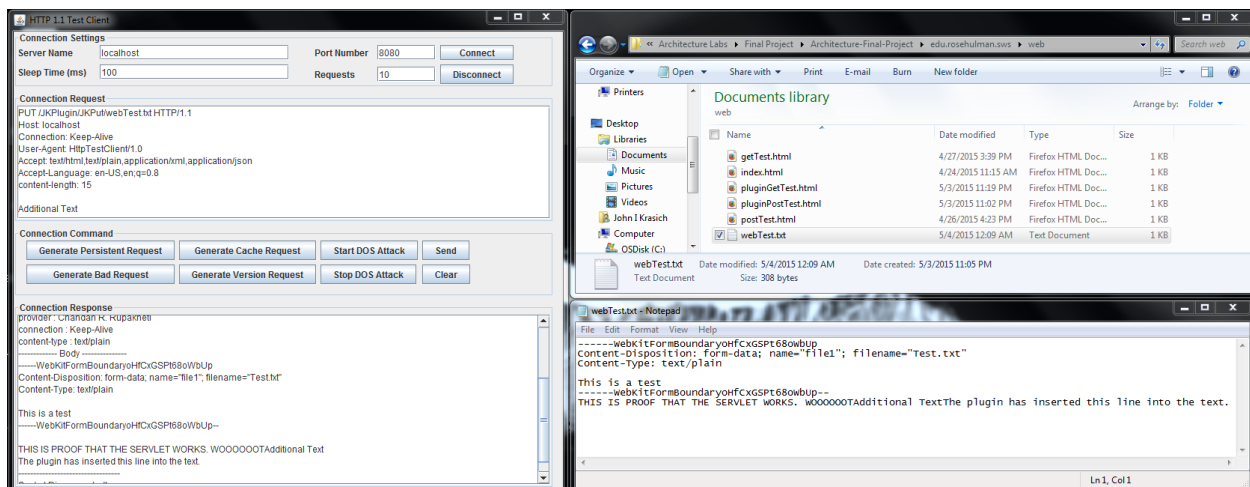 HTTP 1.1 Test Client
Connection Settings
Server Name localhost Port Number 8080 Connect
Sleep Time (ms) 100 Requests 10 Disconnect
Connection Request
PUT /JKPlugin/JKPut/webTest.txt HTTP/1.1
Host: localhost
Connection: Keep-Alive
User-Agent: HttpTestClient/1.0
Accept: text/html,text/plain,application/xml,application/json
Accept-Language: en-US,en;q=0.8
content-length: 15
Additional Text
Connection Command
Generate Persistent Request Generate Cache Request Start DOS Attack Send
Generate Bad Request Generate Version Request Stop DOS Attack Clear
Connection Response
provider : Chandan R. Rupakheti
connection : Keep-Alive
content-type : text/plain
------------- Body ---------------
------WebKitFormBoundaryoHfCxGSPt68oWbUp
Content-Disposition: form-data; name="file1"; filename="Test.txt"
Content-Type: text/plain
This is a test
------WebKitFormBoundaryoHfCxGSPt68oWbUp--
THIS IS PROOF THAT THE SERVLET WORKS. WOOOOOOTAdditional Text
The plugin has inserted this line into the text.
----------------------------------
« Architecture Labs ▸ Final Project ▸ Architecture-Final-Project ▸ edu.rosehulman.sws ▸ web Search web
Organize Open Share with Print E-mail Burn New folder
Printers
Desktop
Libraries
Documents
Music
Pictures
Videos
John I Krasich
Computer
OSDisk (C:)
Documents library
web
Arrange by: Folder
Name Date modified Type Size
getTest.html 4/27/2015 3:39 PM Firefox HTML Doc... 1 KB
index.html 4/24/2015 11:15 AM Firefox HTML Doc... 1 KB
pluginGetTest.html 5/3/2015 11:19 PM Firefox HTML Doc... 1 KB
pluginPostTest.html 5/3/2015 11:02 PM Firefox HTML Doc... 1 KB
postTest.html 4/26/2015 4:23 PM Firefox HTML Doc... 1 KB
webTest.txt 5/4/2015 12:09 AM Text Document 1 KB
webTest.txt Date modified: 5/4/2015 12:09 AM Date created: 5/3/2015 11:05 PM
Text Document Size: 308 bytes
webTest.txt - Notepad
File Edit Format View Help
------WebKitFormBoundaryoHfCxGSPt68oWbUp
Content-Disposition: form-data; name="file1"; filename="Test.txt"
Content-Type: text/plain
This is a test
------WebKitFormBoundaryoHfCxGSPt68oWbUp--
THIS IS PROOF THAT THE SERVLET WORKS. WOOOOOOTAdditional TextThe plugin has inserted this line into the text.
Ln 1, Col 1